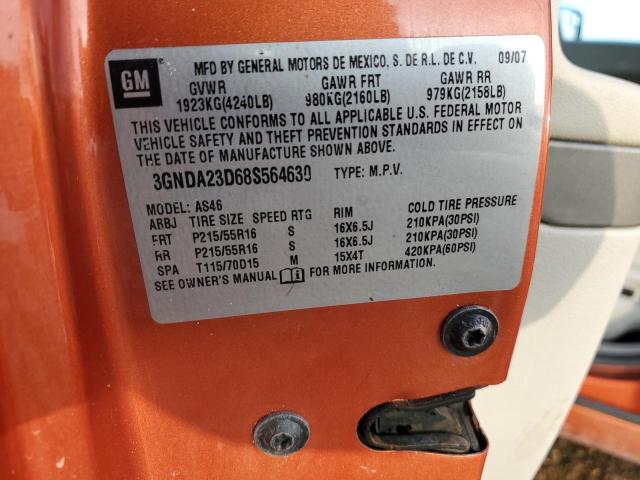 GM
MFD BY GENERAL MOTORS DE MEXICO, S. DE R.L. DE C.V. 09/07
GVWR GAWR FRT GAWR RR
1923KG(4240LB) 980KG(2160LB) 979KG(2158LB)
THIS VEHICLE CONFORMS TO ALL APPLICABLE U.S. FEDERAL MOTOR
VEHICLE SAFETY AND THEFT PREVENTION STANDARDS IN EFFECT ON
THE DATE OF MANUFACTURE SHOWN ABOVE.
3GNDA23D68S564630 TYPE: M.P.V.
MODEL: AS46
ABBJ TIRE SIZE SPEED RTG RIM COLD TIRE PRESSURE
FRT P215/55R16 S 16X6.5J 210KPA(30PSI)
RR P215/55R16 S 16X6.5J 210KPA(30PSI)
SPA T115/70D15 M 15X4T 420KPA(60PSI)
SEE OWNER'S MANUAL FOR MORE INFORMATION.